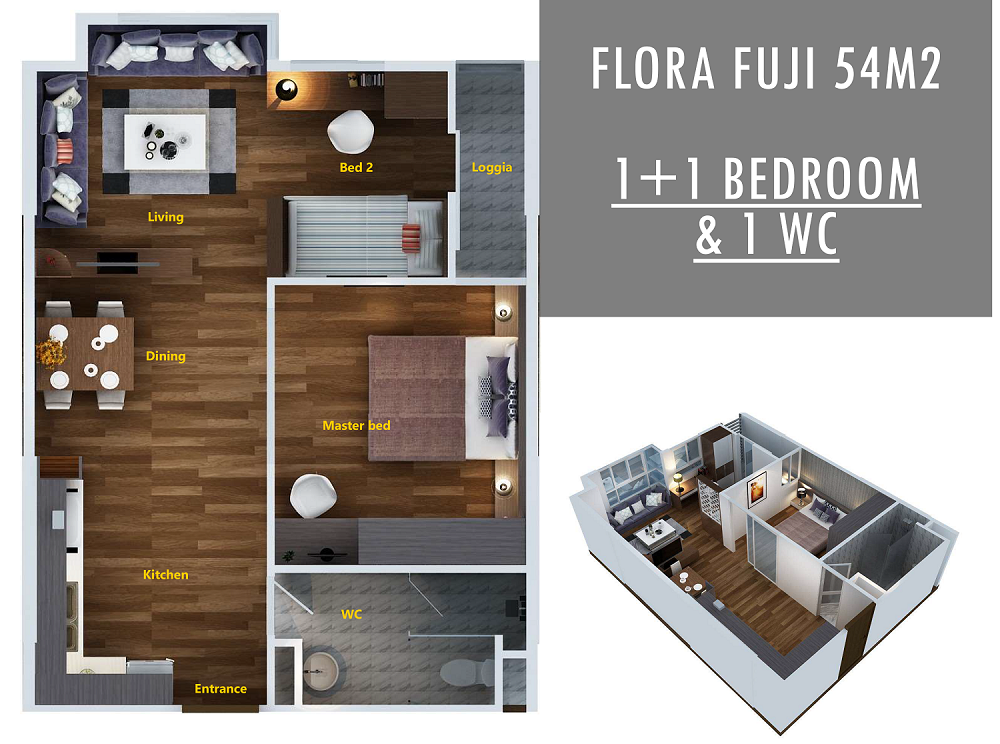 FLORA FUJI 54M2
1+1 BEDROOM
& 1 WC
Bed 2
Loggia
Living
Dining
Master bed
Kitchen
WC
Entrance